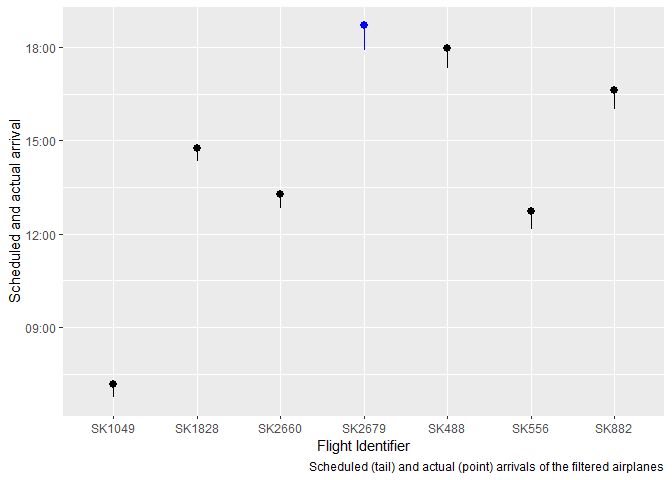 Scheduled and actual arrival
18:00
15:00
12:00
09:00
SK1049 SK1828 SK2660 SK2679 SK488 SK556 SK882
Flight Identifier
Scheduled (tail) and actual (point) arrivals of the filtered airplanes